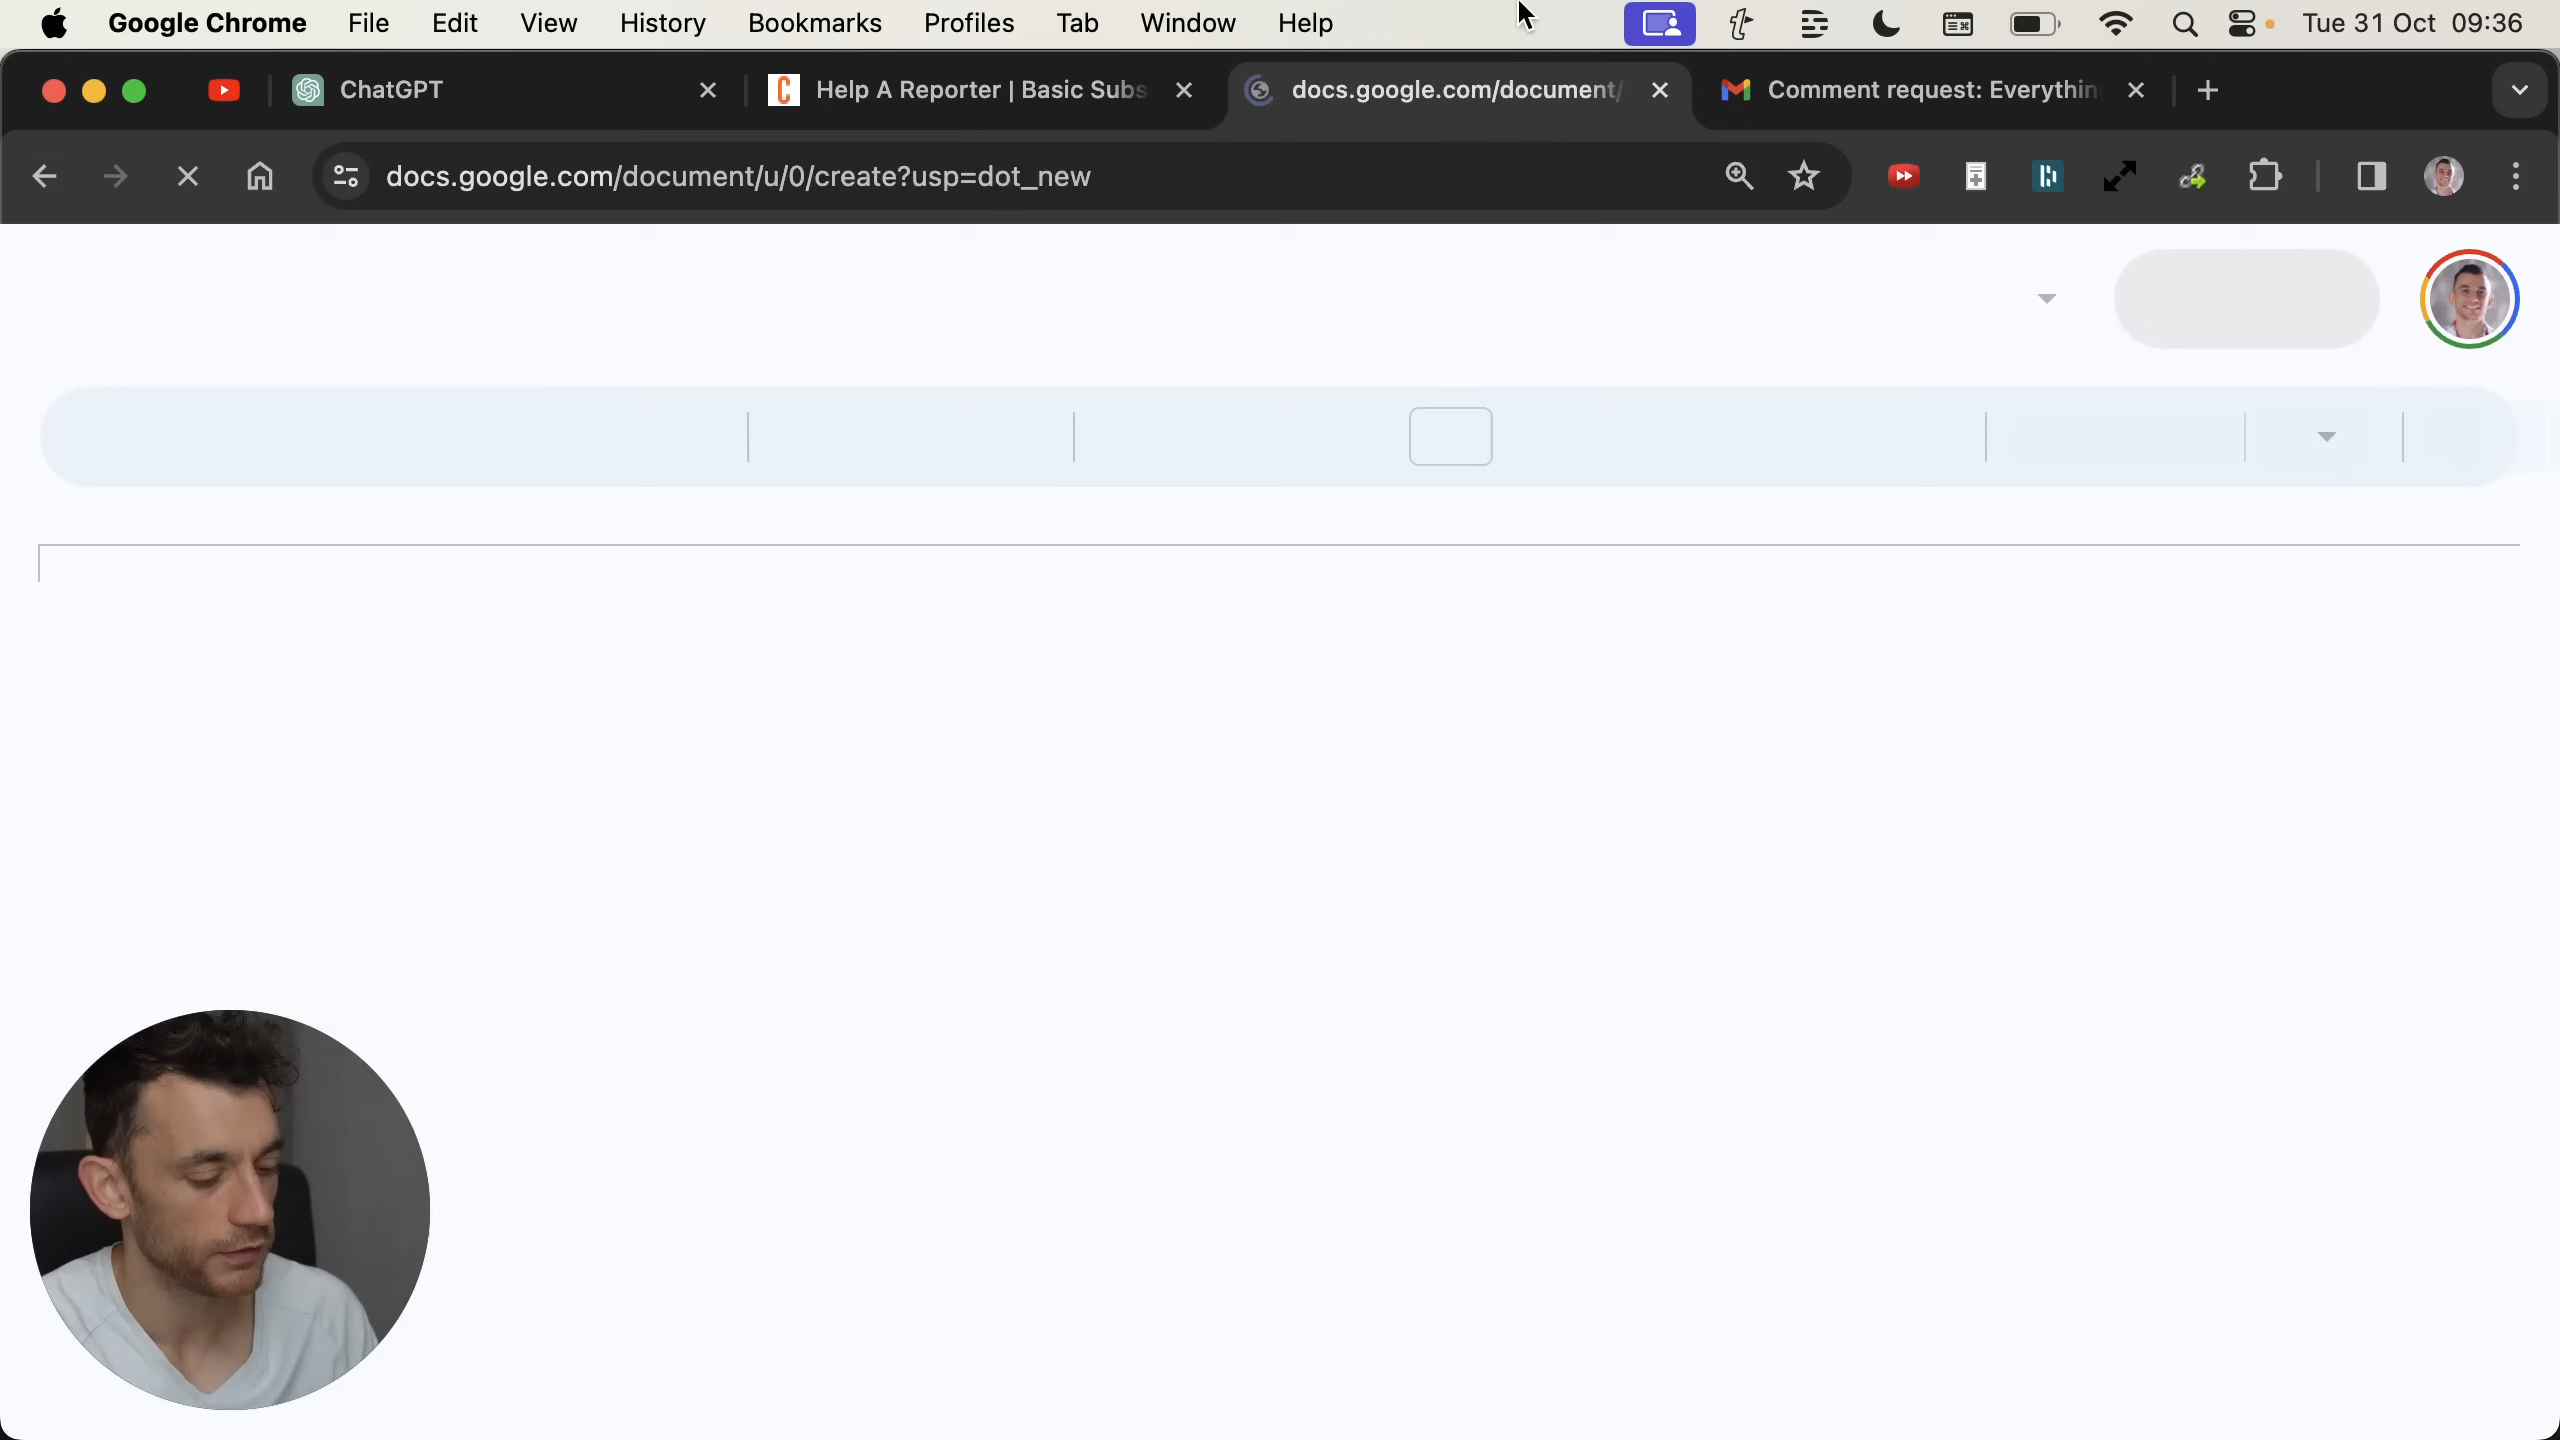 Google Chrome File Edit View History Bookmarks Profiles Tab Window Help Tue 31 Oct 09:36
ChatGPT Help A Reporter | Basic Subs docs.google.com/document/ Comment request: Everythin
docs.google.com/document/u/0/create?usp=dot_new